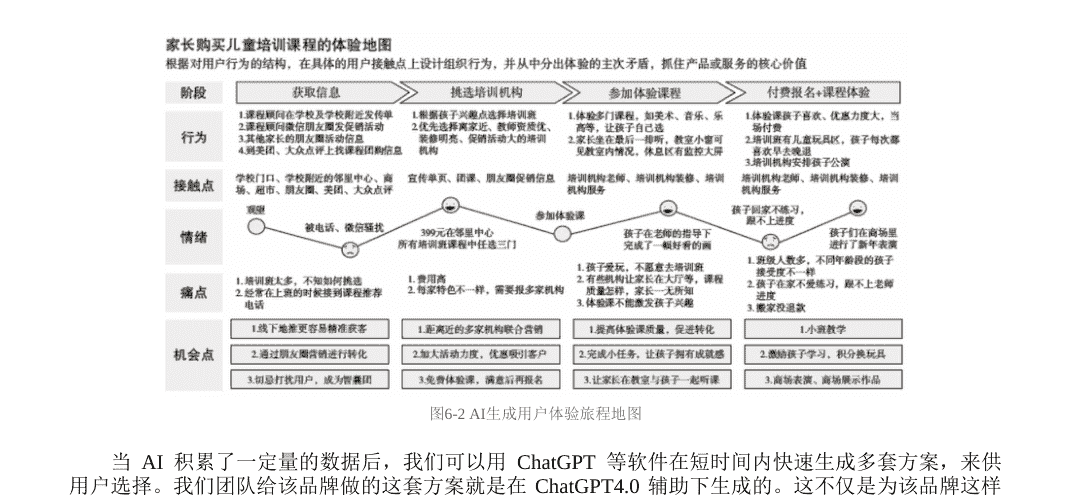 家长购买儿童培训课程的体验地图
根据对用户行为的结构，在具体的用户接触点上设计组织行为，并从中分出体验的主次矛盾，抓住产品或服务的核心价值
阶段
获取信息
挑选培训机构
参加体验课程
付费报名+课程体验
行为
1.课程顾问在学校及学校附近发传单
2.课程顾问微信朋友圈发促销活动
3.其他家长的朋友圈活动信息
4.到美团、大众点评上找课程团购信息
1.根据孩子兴趣点选择培训班
2.优先选择离家近、教师资质优、
装修明亮、促销活动大的培训
机构
1.体验多门课程，如美术、音乐、乐
高等，让孩子自己选
2.家长坐在最后一排听，教室小窗可
见教室内情况，休息区有监控大屏
1.体验课孩子喜欢、优惠力度大，当
场付费
2.培训班有儿童玩具区，孩子每次都
喜欢早去晚退
3.培训机构安排孩子公演
接触点
学校门口、学校附近的邻里中心、商
场、超市、朋友圈、美团、大众点评
宣传单页、团课、朋友圈促销信息
培训机构老师、培训机构装修、培训
机构服务
培训机构老师、培训机构装修、培训
机构服务
情绪
观望
被电话、微信骚扰
399元在邻里中心
所有培训班课程中任选三门
参加体验课
孩子在老师的指导下
完成了一幅好看的画
孩子回家不练习，
跟不上进度
孩子们在商场里
进行了新年表演
痛点
1.培训班太多，不知如何挑选
2.经常在上班的时候接到课程推荐
电话
1.费用高
2.每家特色不一样，需要报多家机构
1.孩子爱玩，不愿意去培训班
2.有些机构让家长在大厅等，课程
质量怎样，家长一无所知
3.体验课不能激发孩子兴趣
1.班级人数多，不同年龄段的孩子
接受度不一样
2.孩子在家不爱练习，跟不上老师
进度
3.搬家没退款
机会点
1.线下地推更容易精准获客
2.通过朋友圈营销进行转化
3.切忌打扰用户，成为智囊团
1.距离近的多家机构联合营销
2.加大活动力度，优惠吸引客户
3.免费体验课，满意后再报名
1.提高体验课质量，促进转化
2.完成小任务，让孩子拥有成就感
3.让家长在教室与孩子一起听课
1.小班教学
2.激励孩子学习，积分换玩具
3.商场表演、商场展示作品
图6-2 AI生成用户体验旅程地图
当 AI 积累了一定量的数据后，我们可以用 ChatGPT 等软件在短时间内快速生成多套方案，来供
用户选择。我们团队给该品牌做的这套方案就是在 ChatGPT4.0 辅助下生成的。这不仅是为该品牌这样